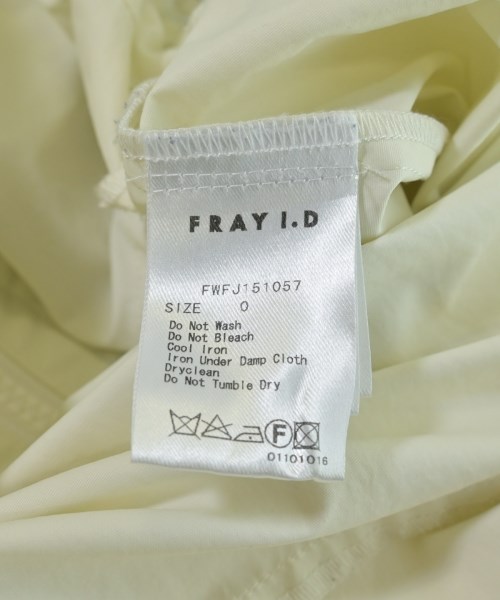 FRAY I.D
FWFJ151057
SIZE 0
Do Not Wash
Do Not Bleach
Cool Iron
Iron Under Damp Cloth
Dryclean
Do Not Tumble Dry
F
01101016